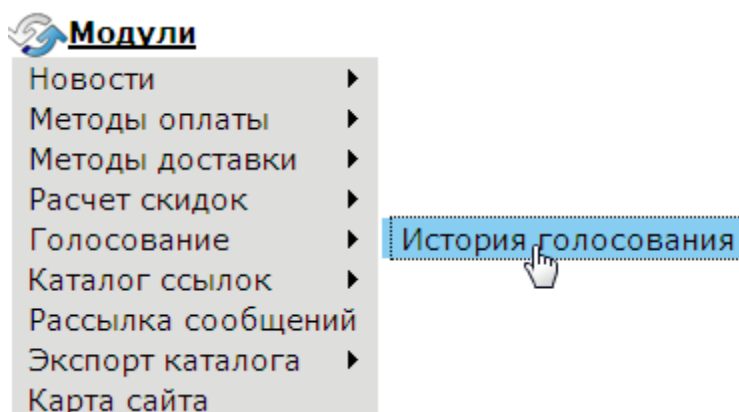 Модули
Новости
Методы оплаты
Методы доставки
Расчет скидок
Голосование
История голосования
Каталог ссылок
Рассылка сообщений
Экспорт каталога
Карта сайта